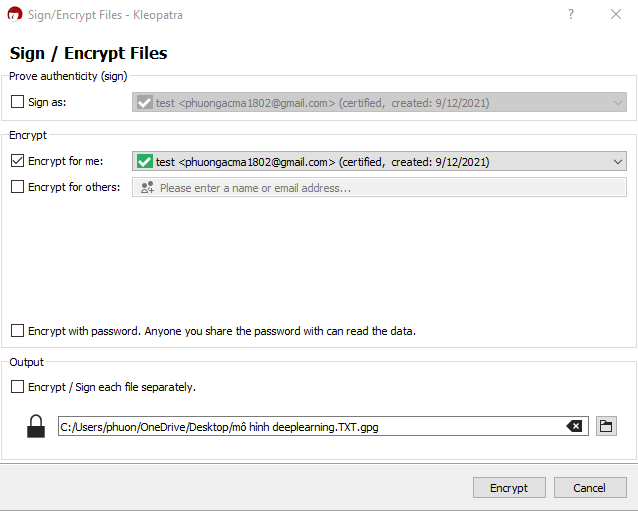 Sign/Encrypt Files - Kleopatra
Sign / Encrypt Files
Prove authenticity (sign)
Sign as: test <phuongacma1802@gmail.com> (certified, created: 9/12/2021)
Encrypt
Encrypt for me: test <phuongacma1802@gmail.com> (certified, created: 9/12/2021)
Encrypt for others: Please enter a name or email address...
Encrypt with password. Anyone you share the password with can read the data.
Output
Encrypt / Sign each file separately.
C:/Users/phuon/OneDrive/Desktop/mô hình deeplearning.TXT.gpg
Encrypt Cancel